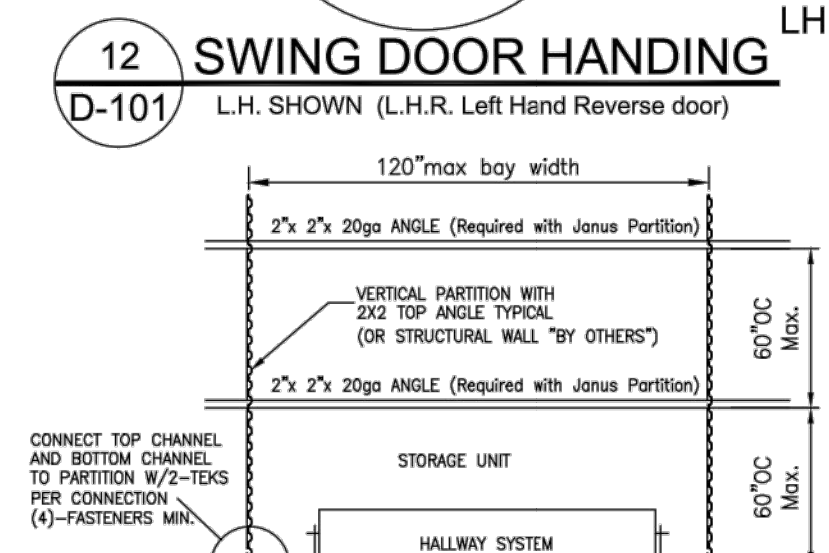 LH
12
SWING DOOR HANDING
D-101
L.H. SHOWN (L.H.R. Left Hand Reverse door)
120"max bay width
2"x 2"x 20ga ANGLE (Required with Janus Partition)
VERTICAL PARTITION WITH
2X2 TOP ANGLE TYPICAL
(OR STRUCTURAL WALL "BY OTHERS")
60"OC
Max.
2"x 2"x 20ga ANGLE (Required with Janus Partition)
CONNECT TOP CHANNEL
AND BOTTOM CHANNEL
TO PARTITION W/2-TEKS
PER CONNECTION
(4)-FASTENERS MIN.
STORAGE UNIT
60"OC
Max.
HALLWAY SYSTEM